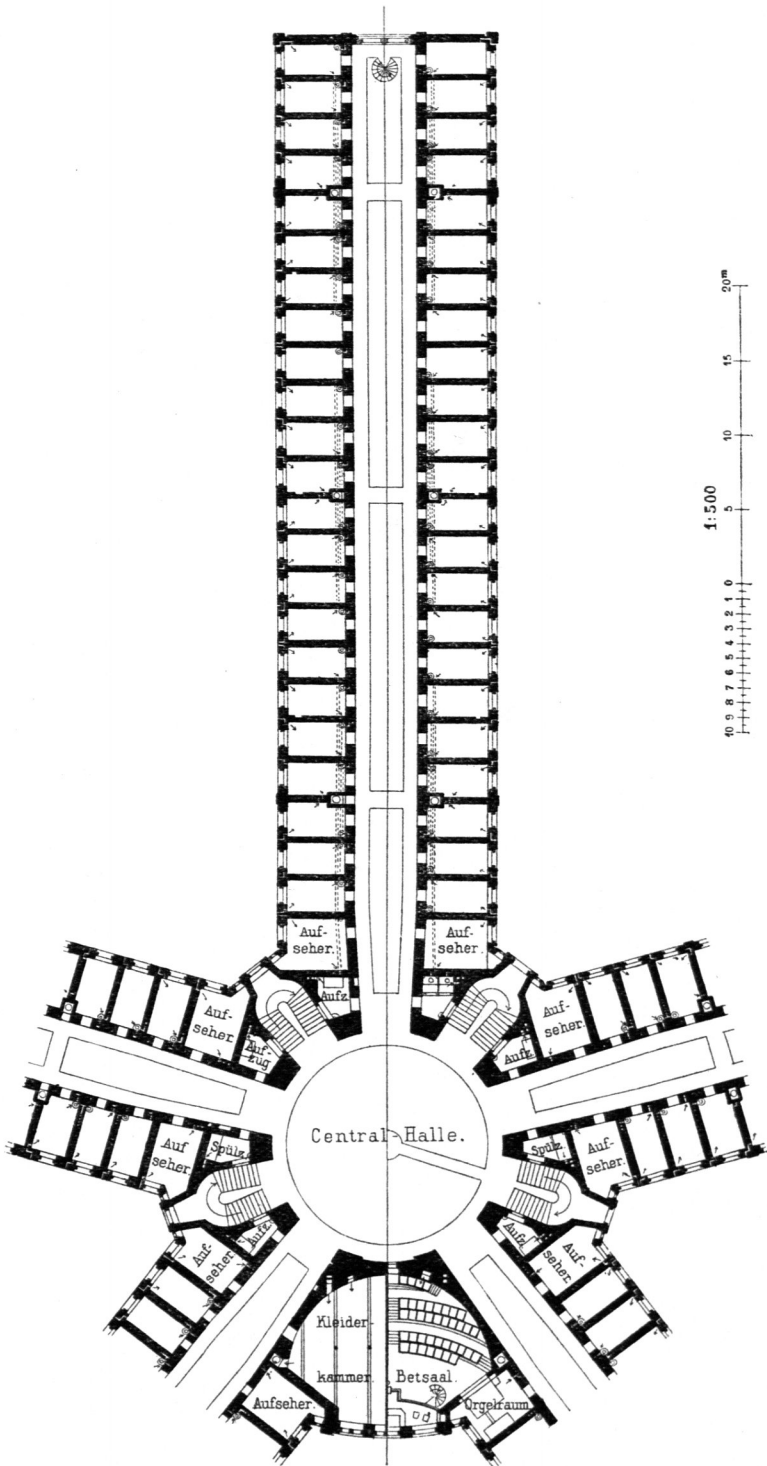 20m
15
10
1:500
5
0
1
2
3
4
5
6
7
8
9
10
Auf-
seher.
Auf-
seher.
Aufz.
Auf-
seher.
Auf-
zug
Auf-
seher.
Aufz.
Central Halle.
Auf
seher.
Spülz.
Spülz.
Auf-
seher.
Auf-
seher.
Aufz.
Aufz.
Auf-
seher.
Kleider-
kammer.
Betsaal.
Aufseher.
Orgelraum.